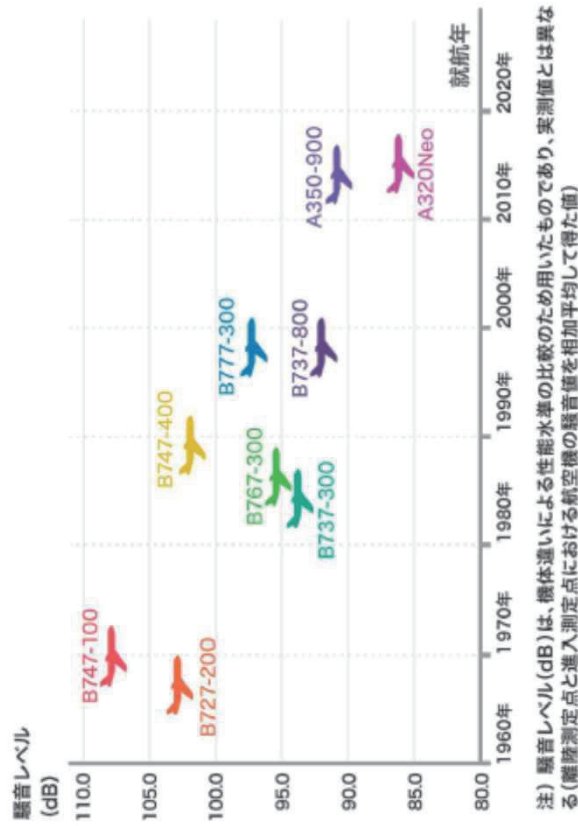 騒音レベル
(dB)
110.0
105.0
100.0
95.0
90.0
85.0
80.0
B747-100
B727-200
B747-400
B767-300
B737-300
B777-300
B737-800
A350-900
A320Neo
1960年
1970年
1980年
1990年
2000年
2010年
2020年
就航年
注）騒音レベル(dB)は、機体違いによる性能水準の比較のため用いたものであり、実測値とは異な
る(離陸測定点と進入測定点における航空機の騒音値を相加平均して得た値)